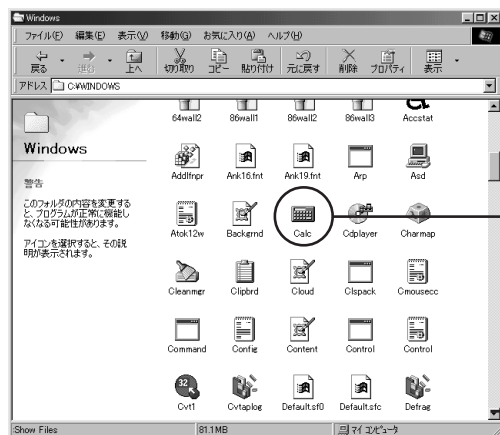 Windows
ファイル(F) 編集(E) 表示(V) 移動(G) お気に入り(A) ヘルプ(H)
戻る 進む 上へ 切り取り コピー 貼り付け 元に戻す 削除 プロパティ 表示
アドレス C:¥WINDOWS
Windows
警告
このフォルダの内容を変更する
と、プログラムが正常に機能し
なくなる可能性があります。
アイコンを選択すると、その説
明が表示されます。
64wall2 86wall1 86wall2 86wall3 Accstat
Addlfnpr Ank16.fnt Ank19.fnt Arp Asd
Atok12w Backgrnd Calc Cdplayer Charmap
Cleanmgr Clipbrd Cloud Clspack Cmousecc
Command Config Content Control Control
32
Cvt1 Cvtaplog Default.sf0 Default.sfc Defrag
Show Files 81.1MB マイ コンピュータ